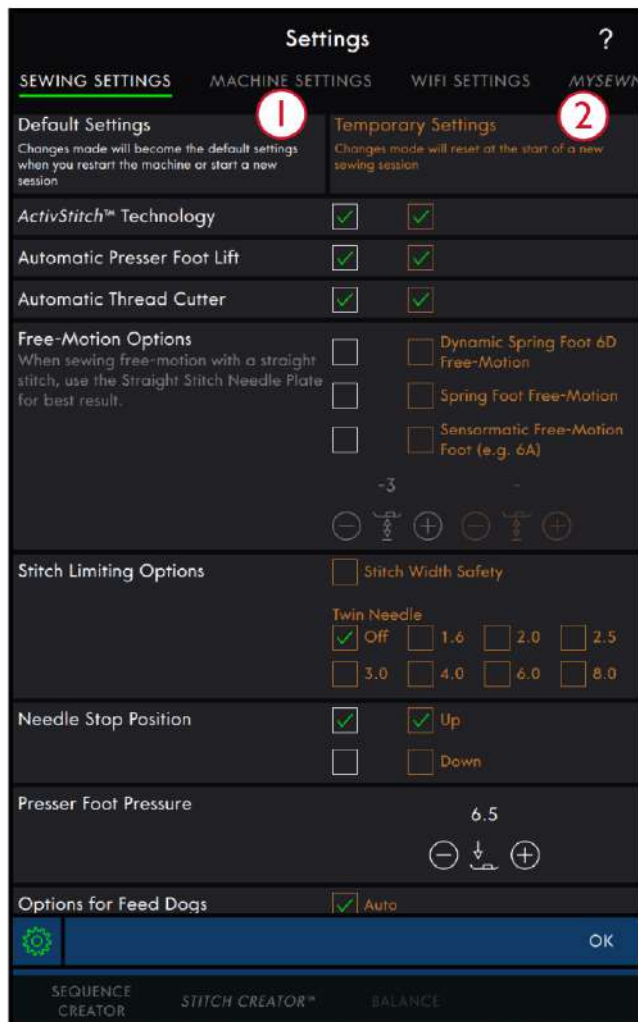 Settings
?
SEWING SETTINGS MACHINE SETTINGS WIFI SETTINGS MYSEWN
1 2
Default Settings Temporary Settings
Changes made will become the default settings Changes made will reset at the start of a new
when you restart the machine or start a new sewing session
session
ActivStitch™ Technology
Automatic Presser Foot Lift
Automatic Thread Cutter
Free-Motion Options Dynamic Spring Foot 6D
When sewing free-motion with a straight Free-Motion
stitch, use the Straight Stitch Needle Plate Spring Foot Free-Motion
for best result.
Sensormatic Free-Motion
Foot (e.g. 6A)
-3 -
Stitch Limiting Options Stitch Width Safety
Twin Needle
Off 1.6 2.0 2.5
3.0 4.0 6.0 8.0
Needle Stop Position Up
Down
Presser Foot Pressure
6.5
Options for Feed Dogs Auto
OK
SEQUENCE
CREATOR STITCH CREATOR™ BALANCE